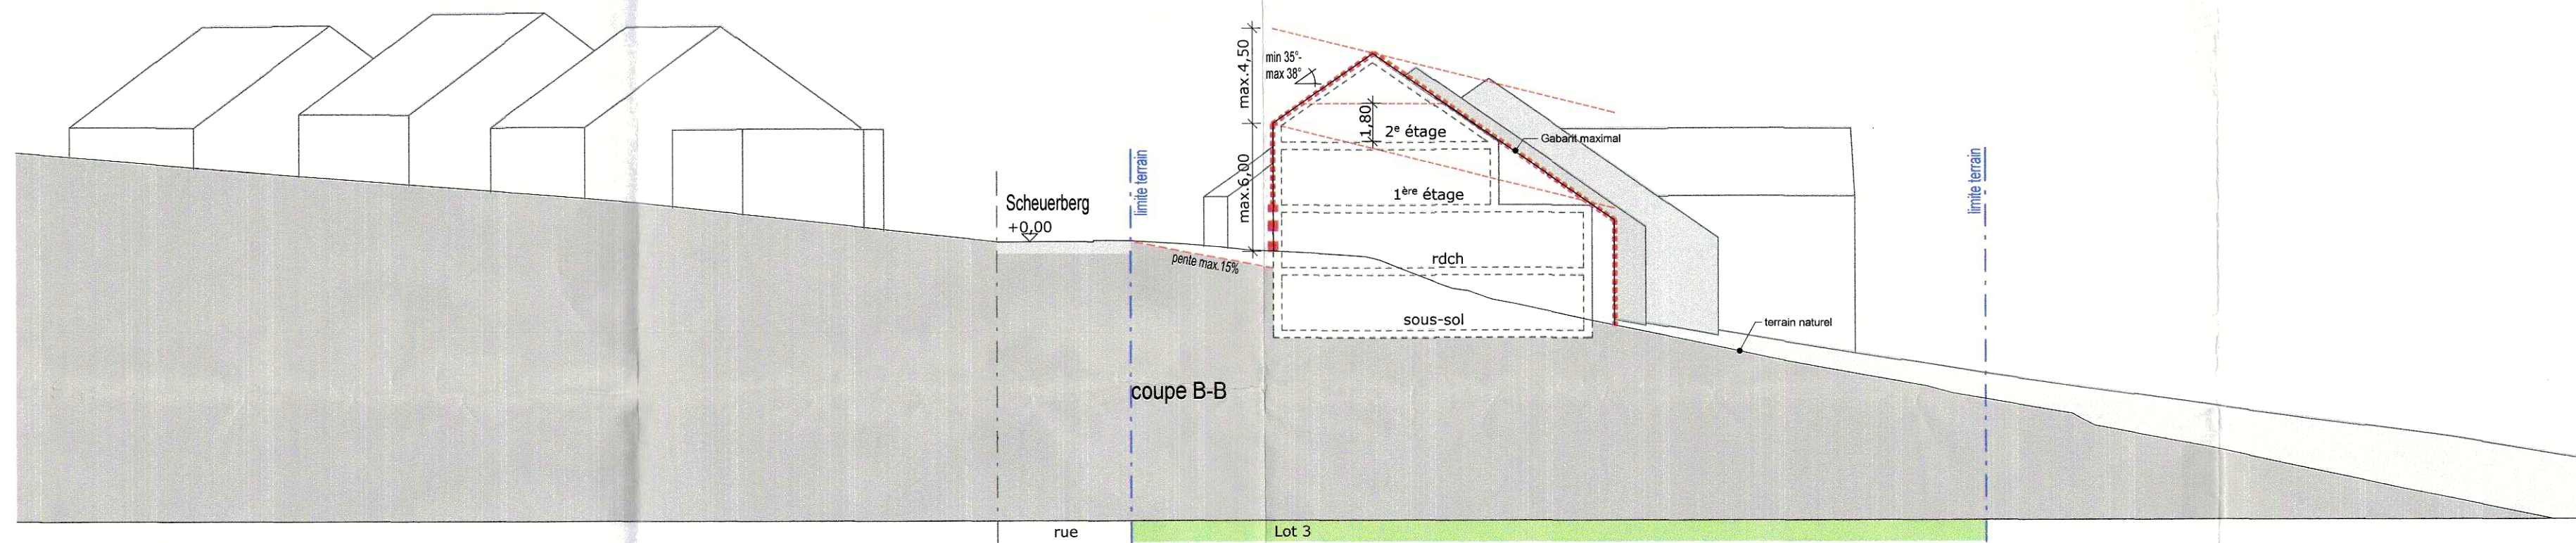 max.4,50
min 35°-
max 38°
1,80
2e étage
Gabarit maximal
limite terrain
limite terrain
max.6,00
1ère étage
Scheuerberg
+0,00
pente max.15%
rdch
sous-sol
terrain naturel
coupe B-B
rue
Lot 3